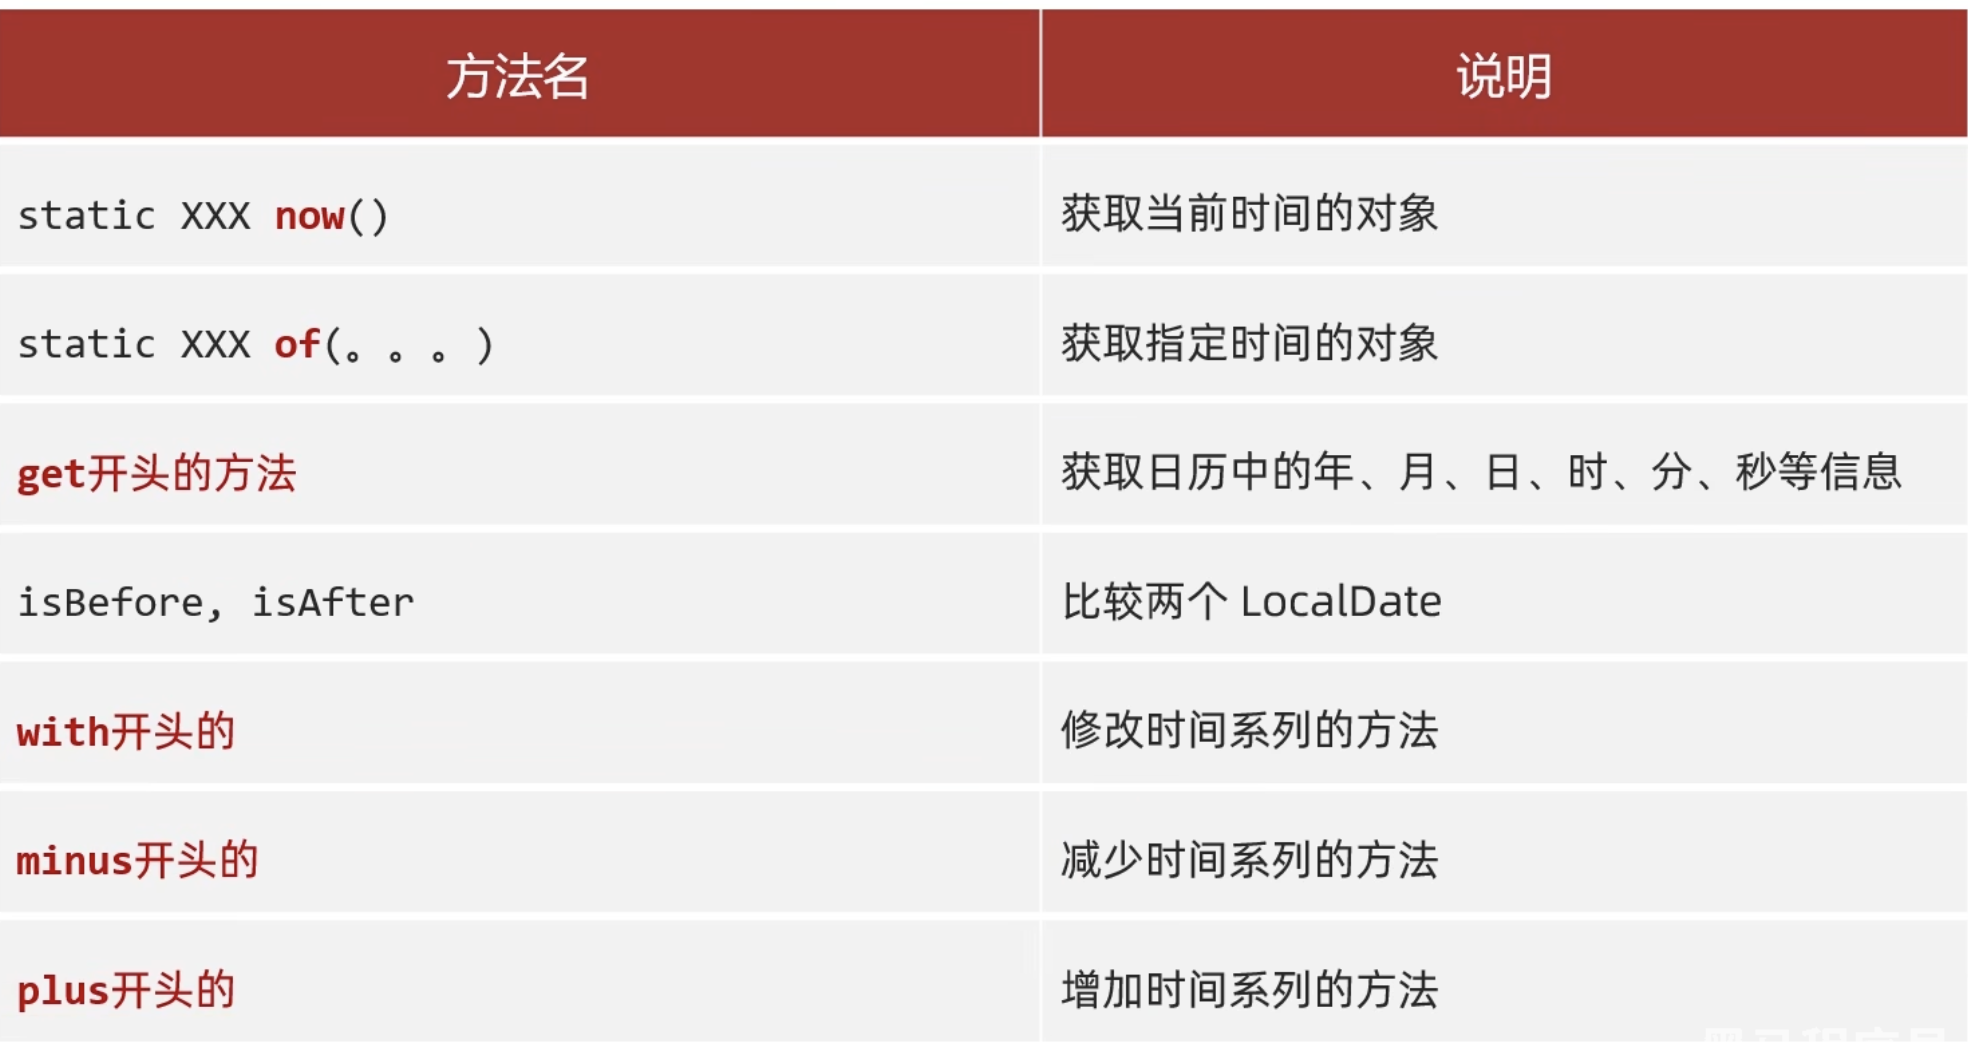 方法名 说明
static XXX now() 获取当前时间的对象
static XXX of(。。。) 获取指定时间的对象
get开头的方法 获取日历中的年、月、日、时、分、秒等信息
isBefore, isAfter 比较两个 LocalDate
with开头的 修改时间系列的方法
minus开头的 减少时间系列的方法
plus开头的 增加时间系列的方法